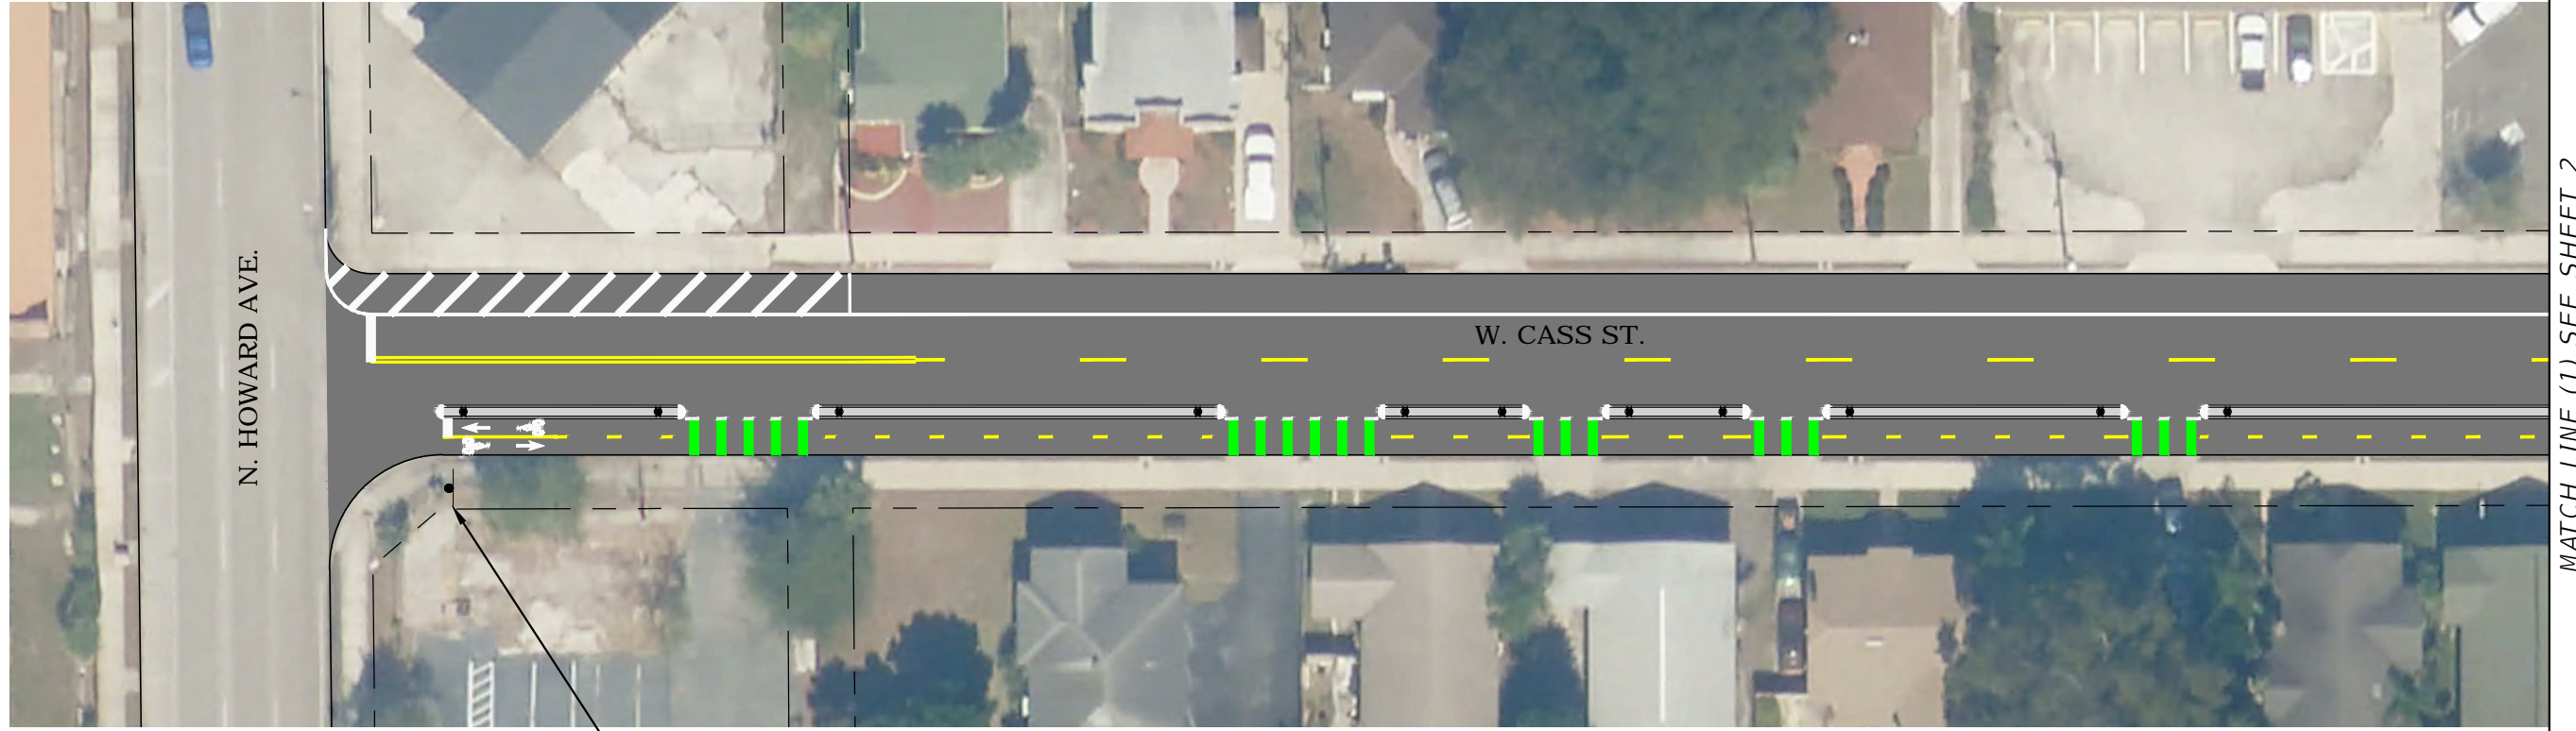 N. HOWARD AVE.
W. CASS ST.
MATCH LINE (1) SEE SHEET 2